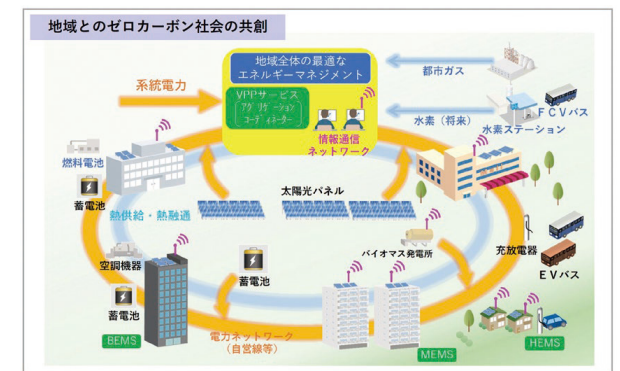 地域とのゼロカーボン社会の共創
地域全体の最適な
エネルギーマネジメント
系統電力
都市ガス
VPPサービス
アグリゲーション
コーディネーター
情報通信
ネットワーク
水素（将来）
水素ステーション
FCVバス
燃料電池
蓄電池
熱供給・熱融通
太陽光パネル
バイオマス発電所
充放電器
EVバス
空調機器
蓄電池
蓄電池
BEMS
電力ネットワーク
（自営線等）
MEMS
HEMS